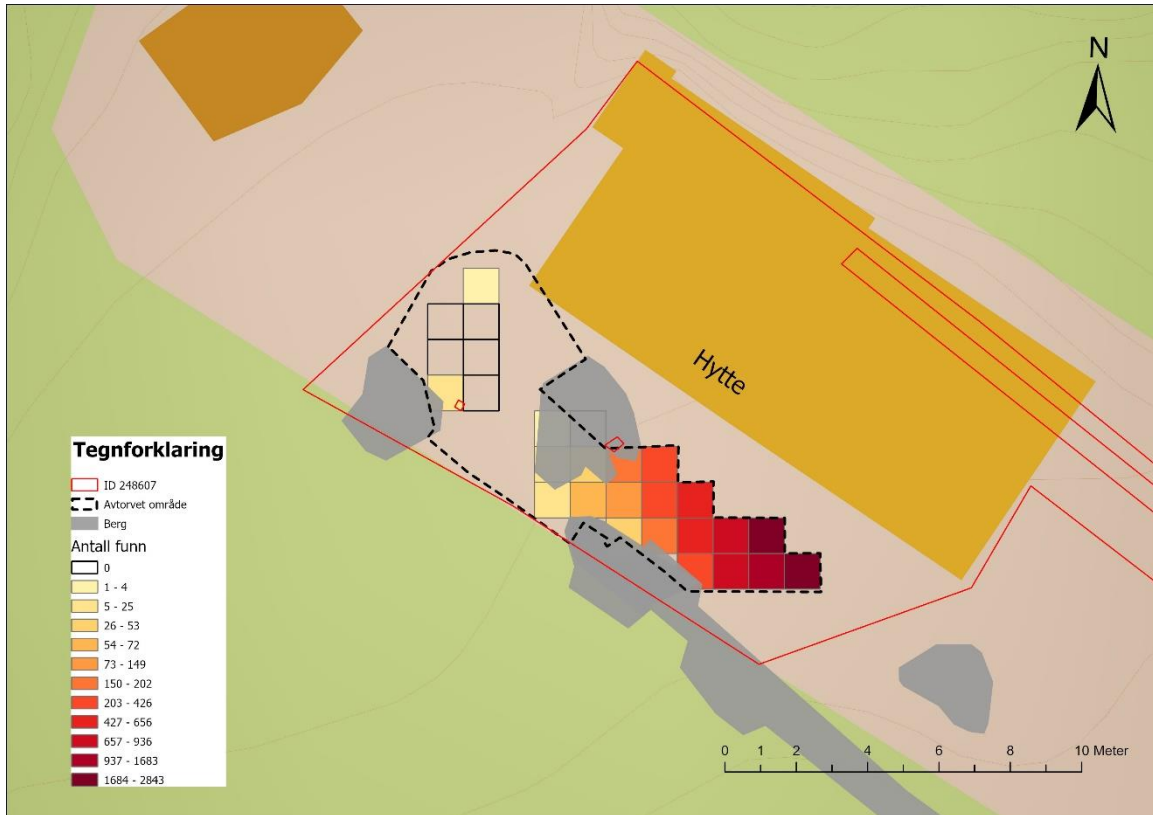 N
Hytte
Tegnforklaring
ID 248607
Avtorvet område
Berg
Antall funn
0
1 - 4
5 - 25
26 - 53
54 - 72
73 - 149
150 - 202
203 - 426
427 - 656
657 - 936
937 - 1683
1684 - 2843
0 1 2 4 6 8 10 Meter